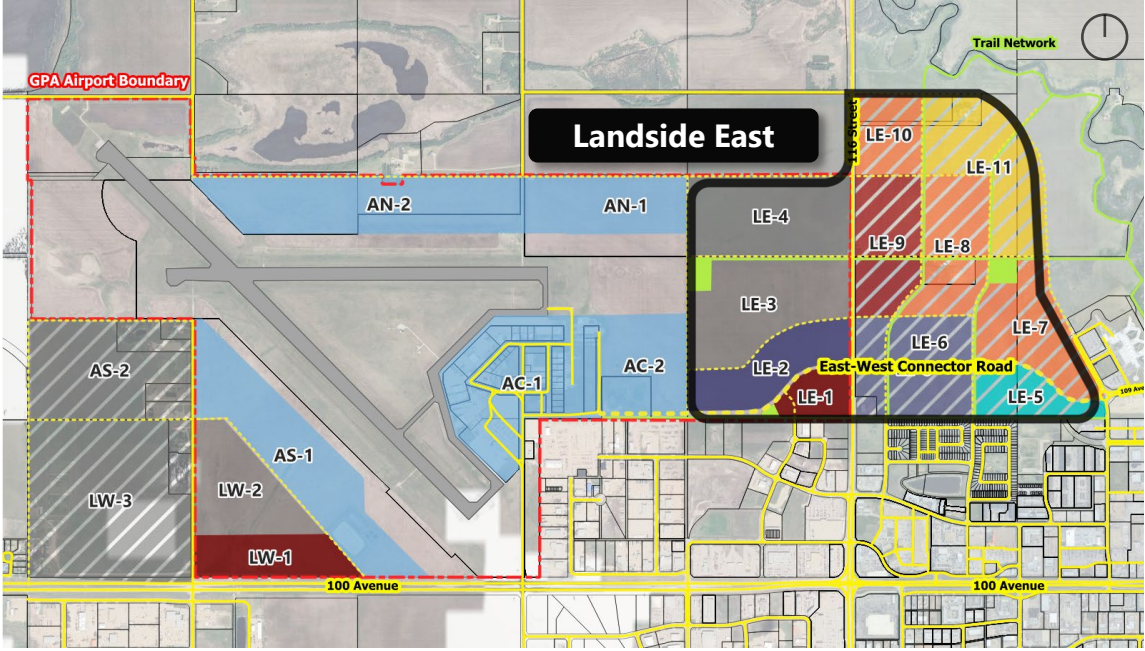 Trail Network
GPA Airport Boundary
Landside East
116 Street
LE-10
LE-11
AN-2
AN-1
LE-4
LE-9
LE-8
LE-3
LE-7
LE-6
AS-2
AC-1
AC-2
LE-2
East-West Connector Road
LE-1
LE-5
109 Ave
AS-1
LW-3
LW-2
LW-1
100 Avenue
100 Avenue